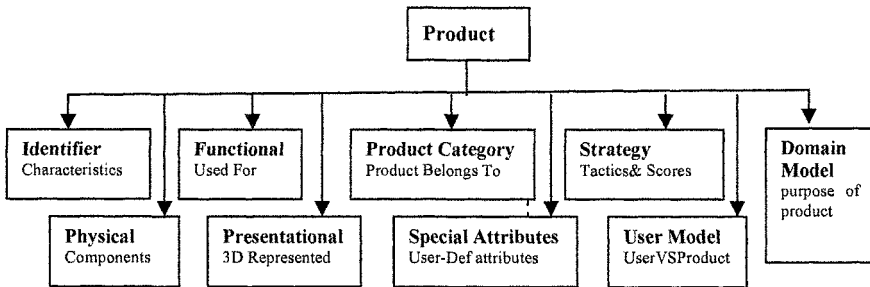 Product
Identifier
Characteristics
Functional
Used For
Product Category
Product Belongs To
Strategy
Tactics& Scores
Domain
Model
purpose of
product
Physical
Components
Presentational
3D Represented
Special Attributes
User-Def attributes
User Model
UserVSProduct